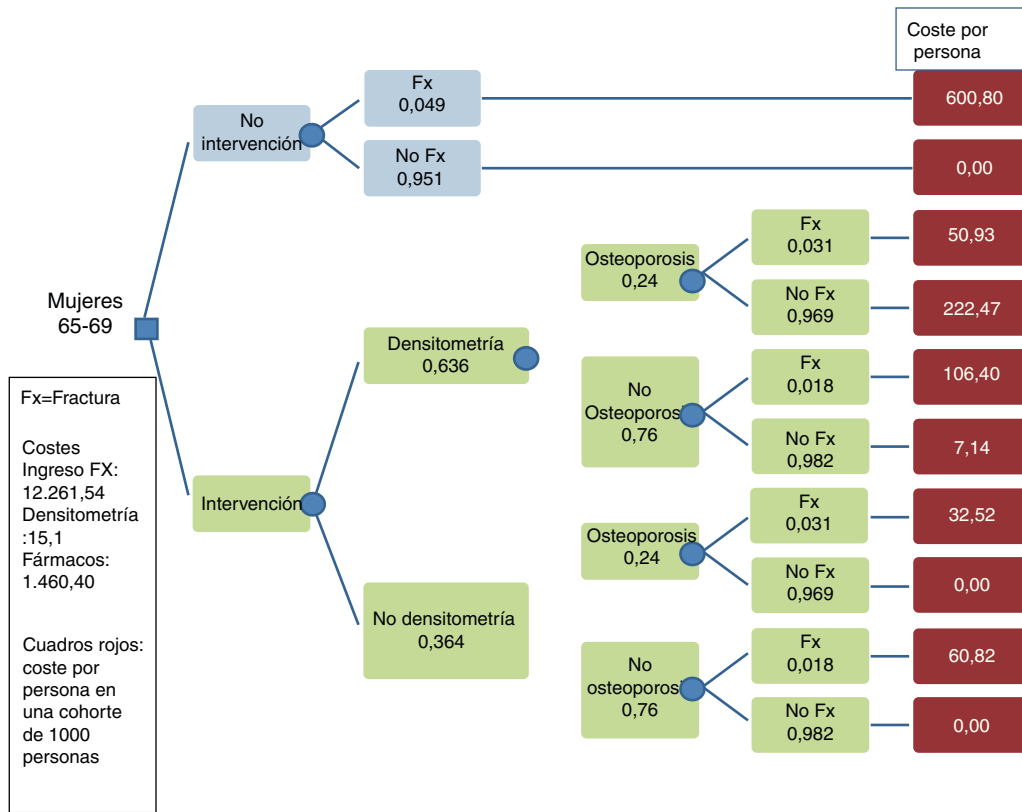 Coste por
persona
Fx
0,049
600,80
No
intervención
No Fx
0,951
0,00
Fx
0,031
50,93
Osteoporosis
0,24
No Fx
0,969
222,47
Mujeres
65-69
Densitometría
0,636
Fx
0,018
106,40
No
Osteoporosis
0,76
No Fx
0,982
7,14
Fx=Fractura
Costes
Ingreso FX:
12.261,54
Densitometría
:15,1
Fármacos:
1.460,40
Cuadros rojos:
coste por
persona en
una cohorte
de 1000
personas
Intervención
Fx
0,031
32,52
Osteoporosis
0,24
No Fx
0,969
0,00
No densitometría
0,364
Fx
0,018
60,82
No
osteoporosis
0,76
No Fx
0,982
0,00